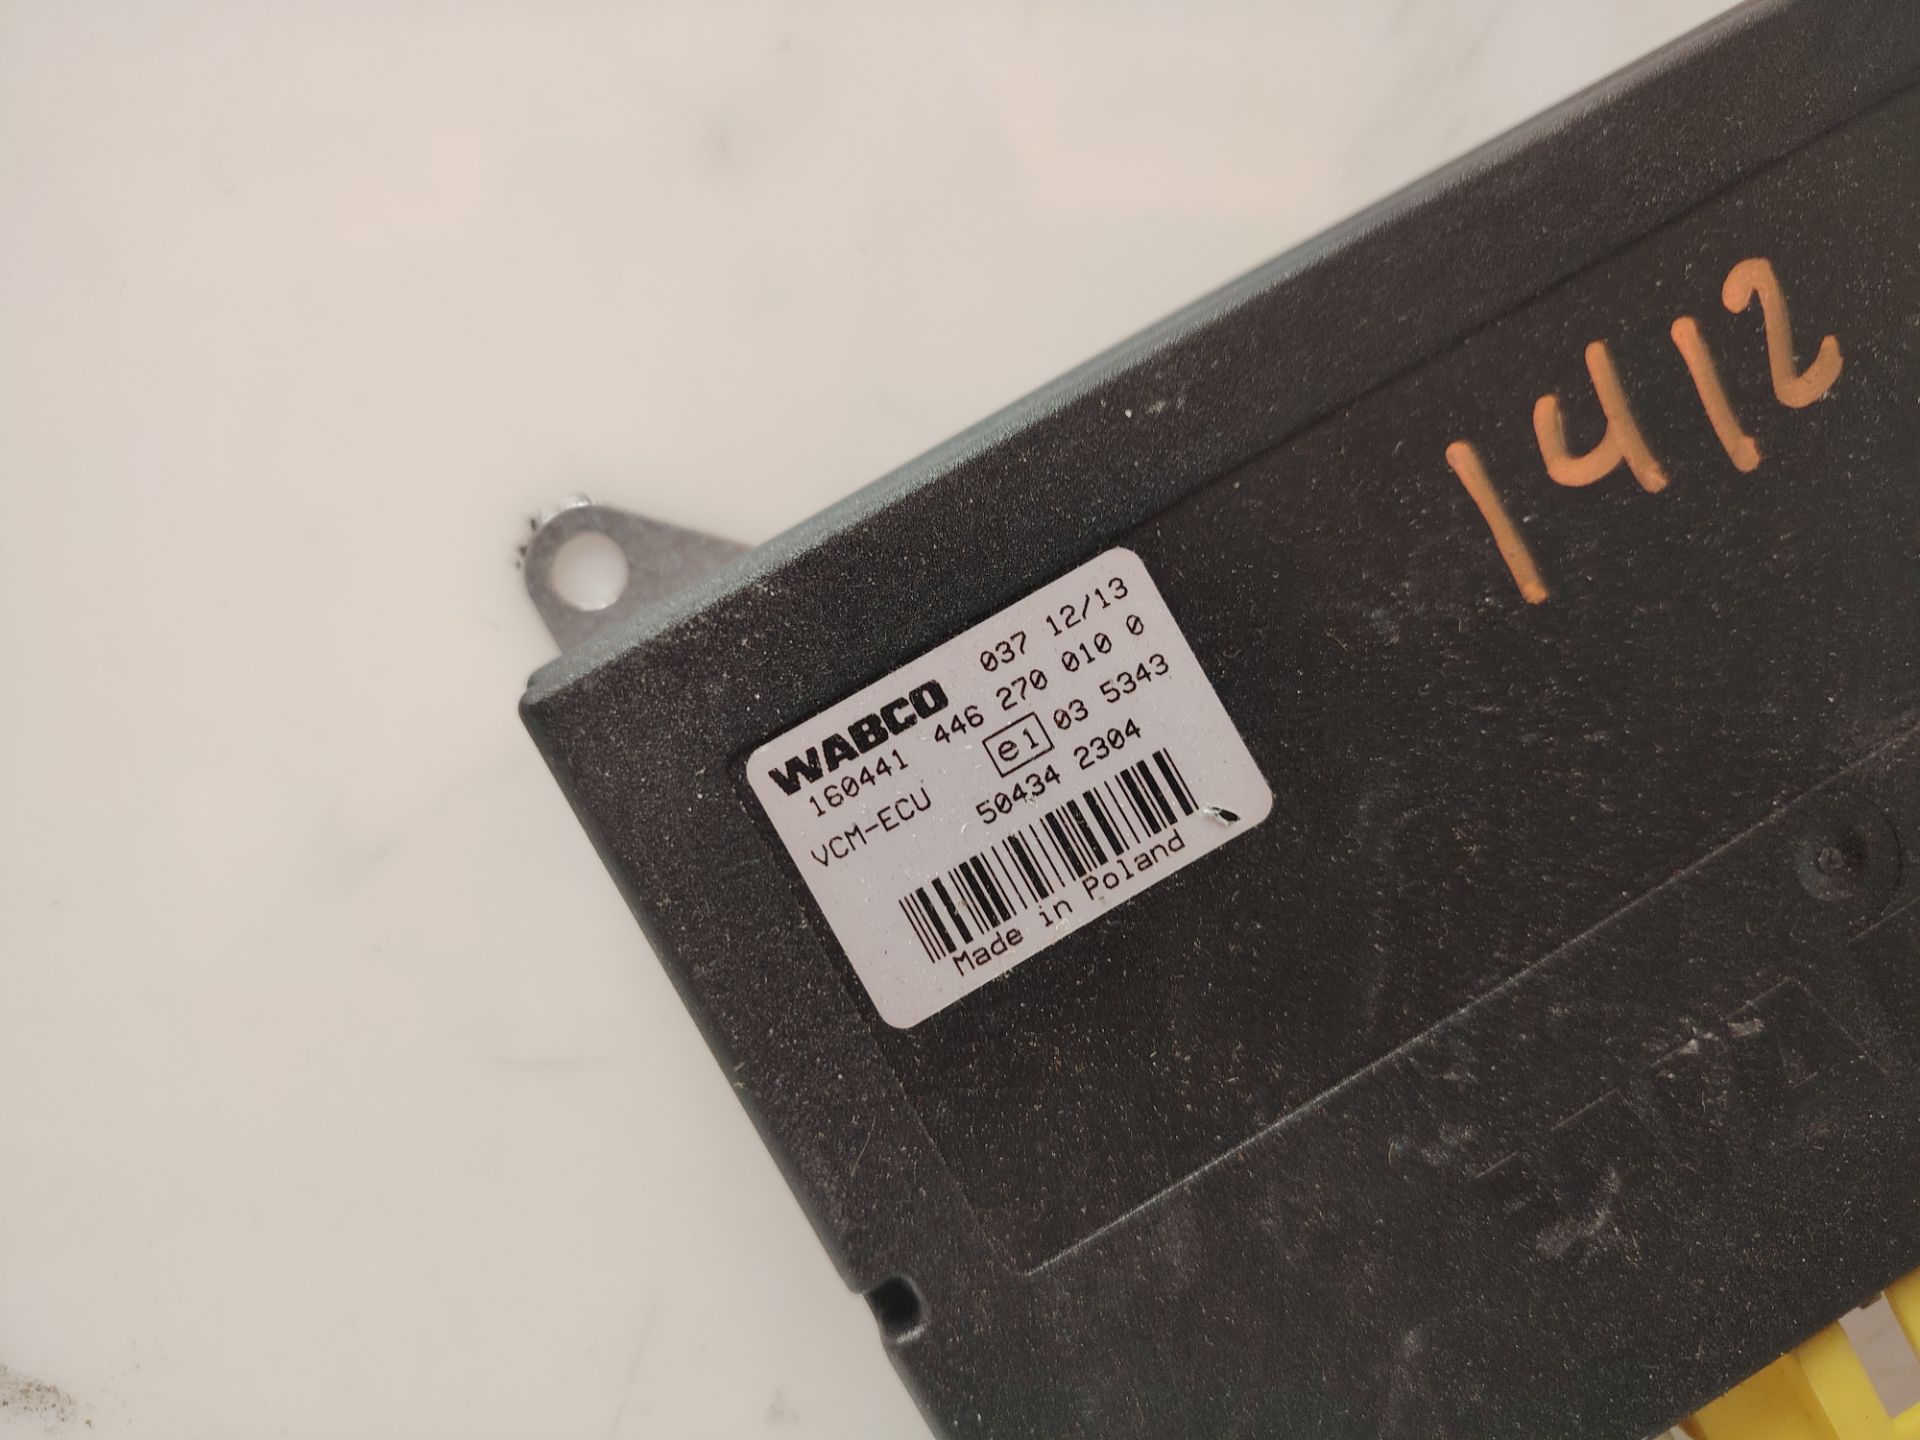 WABCO 037 12/13
160441 446 270 010 0
e1 03 5343
VCM-ECU 50434 2304
Made in Poland
1412